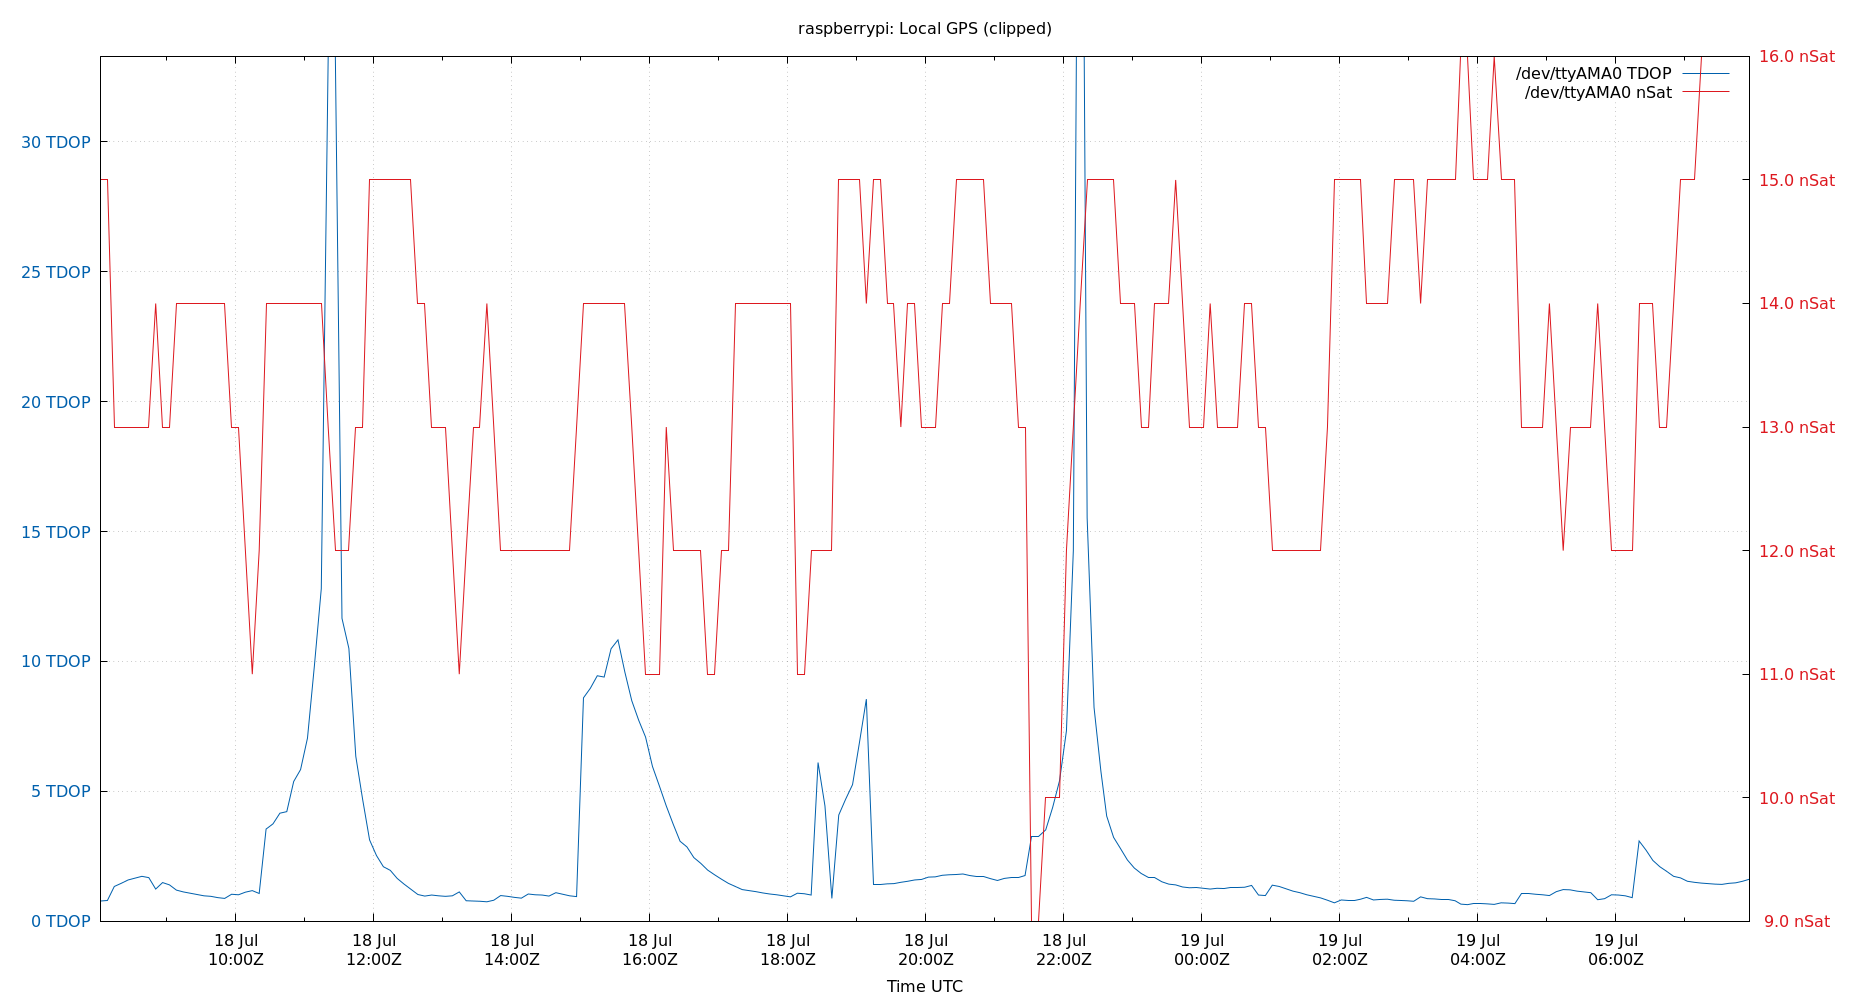 raspberrypi: Local GPS (clipped)
/dev/ttyAMA0 TDOP
/dev/ttyAMA0 nSat
30 TDOP
25 TDOP
20 TDOP
15 TDOP
10 TDOP
5 TDOP
0 TDOP
16.0 nSat
15.0 nSat
14.0 nSat
13.0 nSat
12.0 nSat
11.0 nSat
10.0 nSat
9.0 nSat
18 Jul
10:00Z
18 Jul
12:00Z
18 Jul
14:00Z
18 Jul
16:00Z
18 Jul
18:00Z
18 Jul
20:00Z
18 Jul
22:00Z
19 Jul
00:00Z
19 Jul
02:00Z
19 Jul
04:00Z
19 Jul
06:00Z
Time UTC